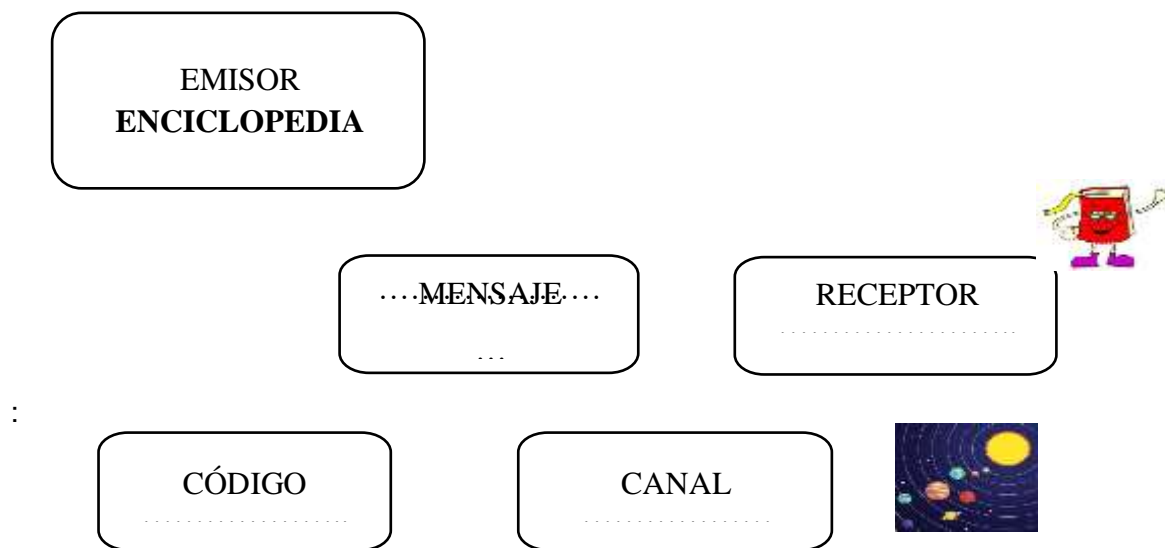 EMISOR
ENCICLOPEDIA
………MENSAJE………
…
RECEPTOR
……………………..
:
CÓDIGO
………………..
CANAL
………………